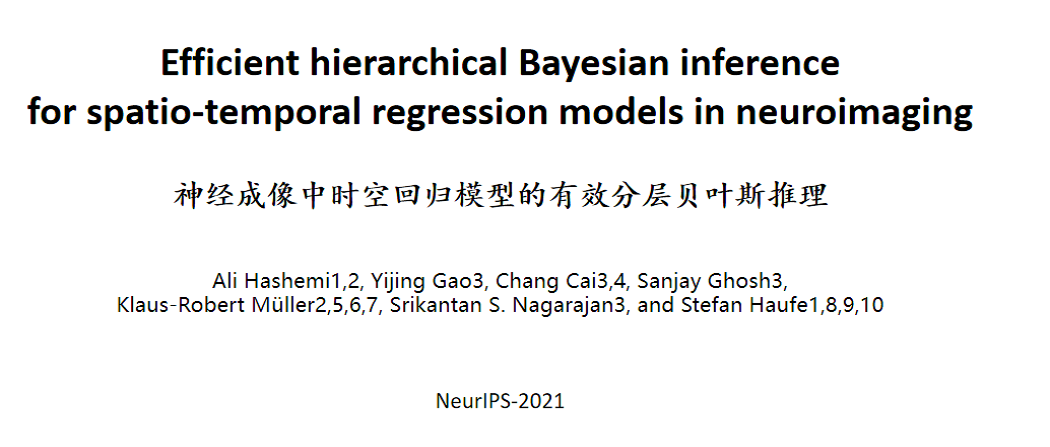 Efficient hierarchical Bayesian inference
for spatio-temporal regression models in neuroimaging
神经成像中时空回归模型的有效分层贝叶斯推理
Ali Hashemi1,2, Yijing Gao3, Chang Cai3,4, Sanjay Ghosh3,
Klaus-Robert Müller2,5,6,7, Srikantan S. Nagarajan3, and Stefan Haufe1,8,9,10
NeurIPS-2021